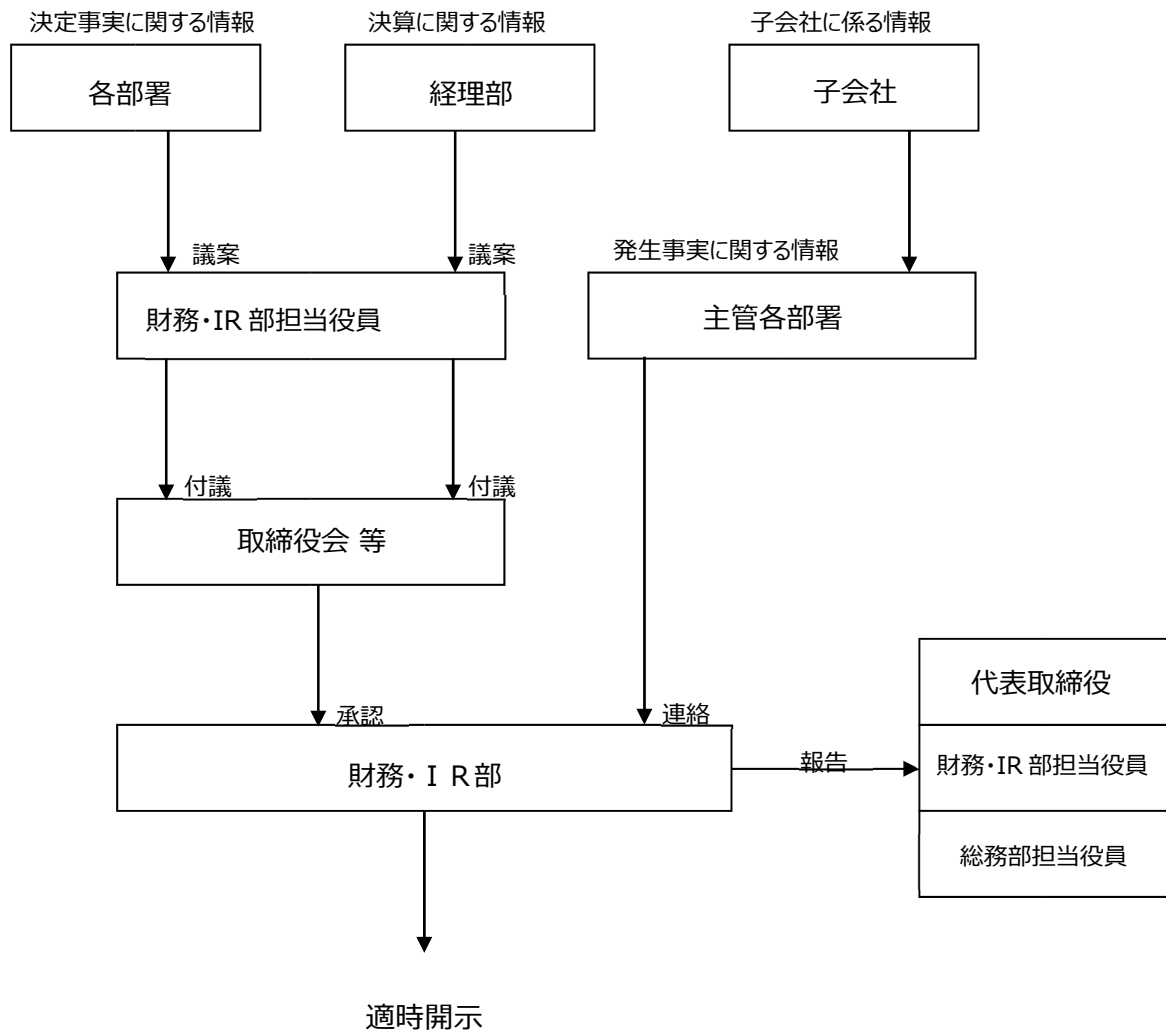 決定事実に関する情報
決算に関する情報
子会社に係る情報
各部署
経理部
子会社
議案
議案
発生事実に関する情報
財務・IR 部担当役員
主管各部署
付議
付議
取締役会 等
代表取締役
承認
連絡
財務・ＩＲ部
報告
財務・IR 部担当役員
総務部担当役員
適時開示